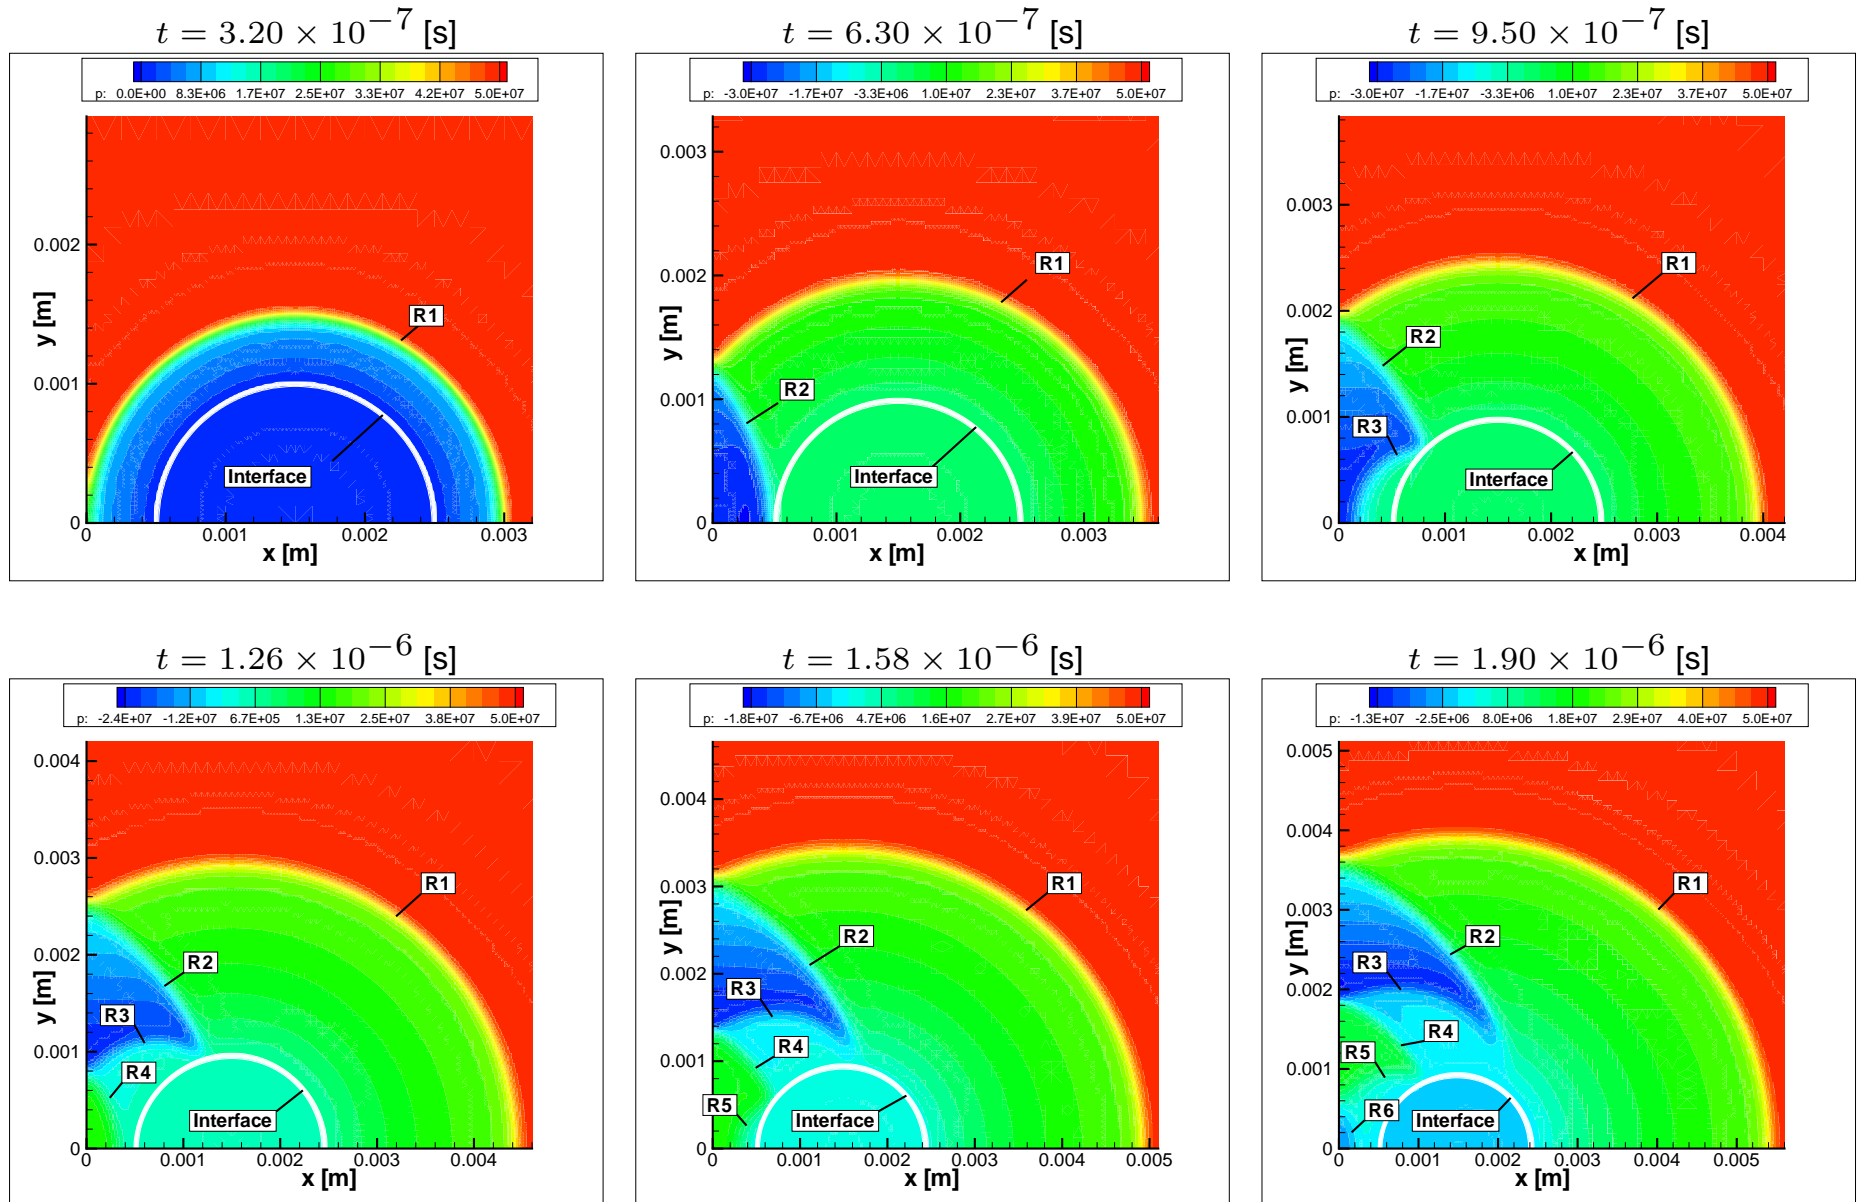 t = 3.20 × 10⁻⁷ [s]
p: 0.0E+00 8.3E+06 1.7E+07 2.5E+07 3.3E+07 4.2E+07 5.0E+07
R1
0.002
y [m]
0.001
Interface
0
0 0.001 0.002 0.003
x [m]
t = 6.30 × 10⁻⁷ [s]
p: -3.0E+07 -1.7E+07 -3.3E+06 1.0E+07 2.3E+07 3.7E+07 5.0E+07
0.003
R1
0.002
y [m]
R2
0.001
Interface
0
0 0.001 0.002 0.003
x [m]
t = 9.50 × 10⁻⁷ [s]
p: -3.0E+07 -1.7E+07 -3.3E+06 1.0E+07 2.3E+07 3.7E+07 5.0E+07
0.003
R1
0.002
R2
y [m]
R3
0.001
Interface
0
0 0.001 0.002 0.003 0.004
x [m]
t = 1.26 × 10⁻⁶ [s]
p: -2.4E+07 -1.2E+07 6.7E+05 1.3E+07 2.5E+07 3.8E+07 5.0E+07
0.004
0.003
R1
R2
0.002
y [m]
R3
0.001
R4
Interface
0
0 0.001 0.002 0.003 0.004
x [m]
t = 1.58 × 10⁻⁶ [s]
p: -1.8E+07 -6.7E+06 4.7E+06 1.6E+07 2.7E+07 3.9E+07 5.0E+07
0.004
R1
0.003
R2
y [m]
0.002
R3
R4
0.001
R5
Interface
0
0 0.001 0.002 0.003 0.004 0.005
x [m]
t = 1.90 × 10⁻⁶ [s]
p: -1.3E+07 -2.5E+06 8.0E+06 1.8E+07 2.9E+07 4.0E+07 5.0E+07
0.005
0.004
R1
0.003
R2
y [m]
R3
0.002
R4
R5
0.001
R6
Interface
0
0 0.001 0.002 0.003 0.004 0.005
x [m]